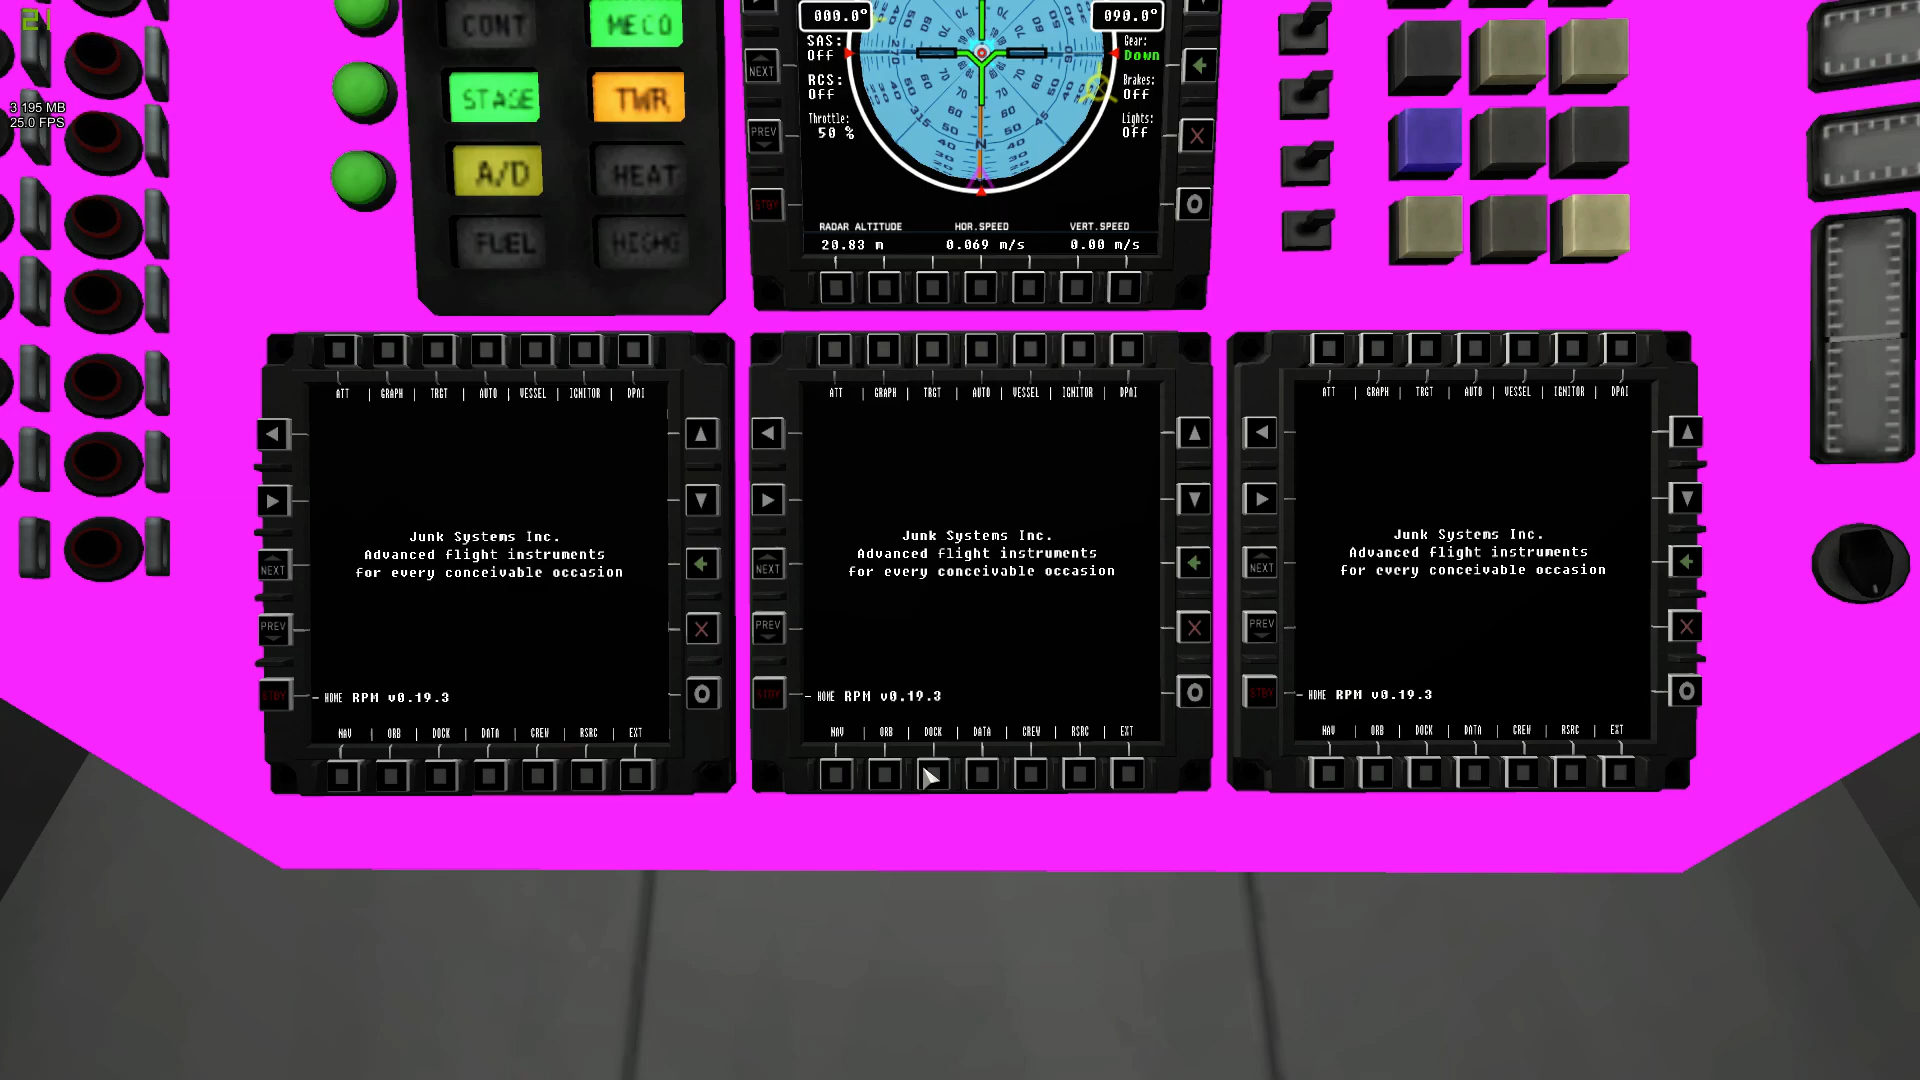 21
3 195 MB
25.0 FPS
CONT
MECO
STAGE
TWR
A/D
HEAT
FUEL
HIGHG
000.0°
090.0°
SAS:
Off
RCS:
Off
Throttle:
50 %
Gear:
Down
Brakes:
Off
Lights:
Off
NEXT
PREV
STBY
N
RADAR ALTITUDE HOR.SPEED VERT.SPEED
20.83 m 0.069 m/s 0.00 m/s
ATT | GRAPH | TRGT | AUTO | VESSEL | IGNITOR | DPAI
NEXT
PREV
STBY
Junk Systems Inc.
Advanced flight instruments
for every conceivable occasion
HOME RPM v0.19.3
NAV | ORB | DOCK | DATA | CREW | RSRC | EXT
ATT | GRAPH | TRGT | AUTO | VESSEL | IGNITOR | DPAI
NEXT
PREV
STBY
Junk Systems Inc.
Advanced flight instruments
for every conceivable occasion
HOME RPM v0.19.3
NAV | ORB | DOCK | DATA | CREW | RSRC | EXT
ATT | GRAPH | TRGT | AUTO | VESSEL | IGNITOR | DPAI
NEXT
PREV
STBY
Junk Systems Inc.
Advanced flight instruments
for every conceivable occasion
HOME RPM v0.19.3
NAV | ORB | DOCK | DATA | CREW | RSRC | EXT